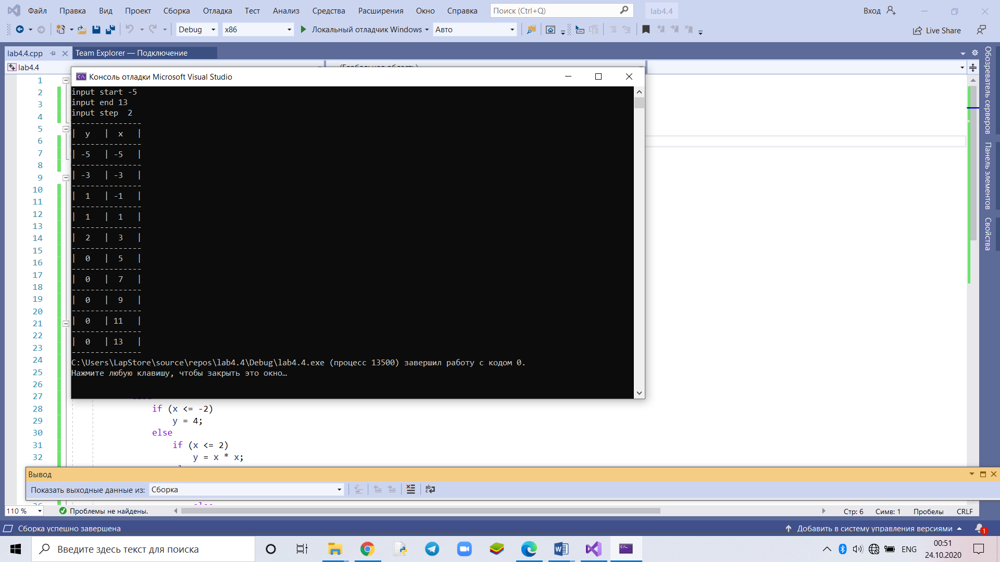 Файл Правка Вид Проект Сборка Отладка Тест Анализ Средства Расширения Окно Справка Поиск (Ctrl+Q) lab4.4 Вход
Debug x86 Локальный отладчик Windows Авто Live Share
lab4.4.cpp Team Explorer — Подключение
lab4.4 (Глобальная область)
Обозреватель серверов
Панель элементов
Свойства
Консоль отладки Microsoft Visual Studio
input start -5
input end 13
input step  2
---------------
|  y   |  x   |
---------------
| -5   | -5   |
---------------
| -3   | -3   |
---------------
|  1   | -1   |
---------------
|  1   |  1   |
---------------
|  2   |  3   |
---------------
|  0   |  5   |
---------------
|  0   |  7   |
---------------
|  0   |  9   |
---------------
|  0   | 11   |
---------------
|  0   | 13   |
---------------
C:\Users\LapStore\source\repos\lab4.4\Debug\lab4.4.exe (процесс 13500) завершил работу с кодом 0.
Нажмите любую клавишу, чтобы закрыть это окно…
1
2
3
4
5
6
7
8
9
10
11
12
13
14
15
16
17
18
19
20
21
22
23
24
25
26
27
28 if (x <= -2)
29 y = 4;
30 else
31 if (x <= 2)
32 y = x * x;
Вывод
Показать выходные данные из: Сборка
else
110 % Проблемы не найдены. Стр: 6 Симв: 1 Пробелы CRLF
Сборка успешно завершена Добавить в систему управления версиями 1
Введите здесь текст для поиска ENG 00:51
24.10.2020